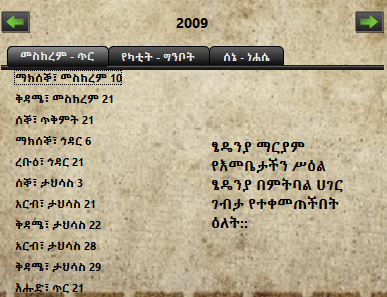 2009
መስከረም - ጥር
የካቲት - ግንቦት
ሰኔ - ነሐሴ
ማክሰኞ፣ መስከረም 10
ቅዳሜ፣ መስከረም 21
ሰኞ፣ ጥቅምት 21
ማክሰኞ፣ ኅዳር 6
ረቡዕ፣ ኅዳር 21
ሰኞ፣ ታህሳስ 3
አርብ፣ ታህሳስ 21
ቅዳሜ፣ ታህሳስ 22
አርብ፣ ታህሳስ 28
ቅዳሜ፣ ታህሳስ 29
እሑድ፣ ጥር 21
ፄዴንያ ማርያም
የእመቤታችን ሥዕል
ፄዴንያ በምትባል ሀገር
ገብታ የተቀመጠችበት
ዕለት።